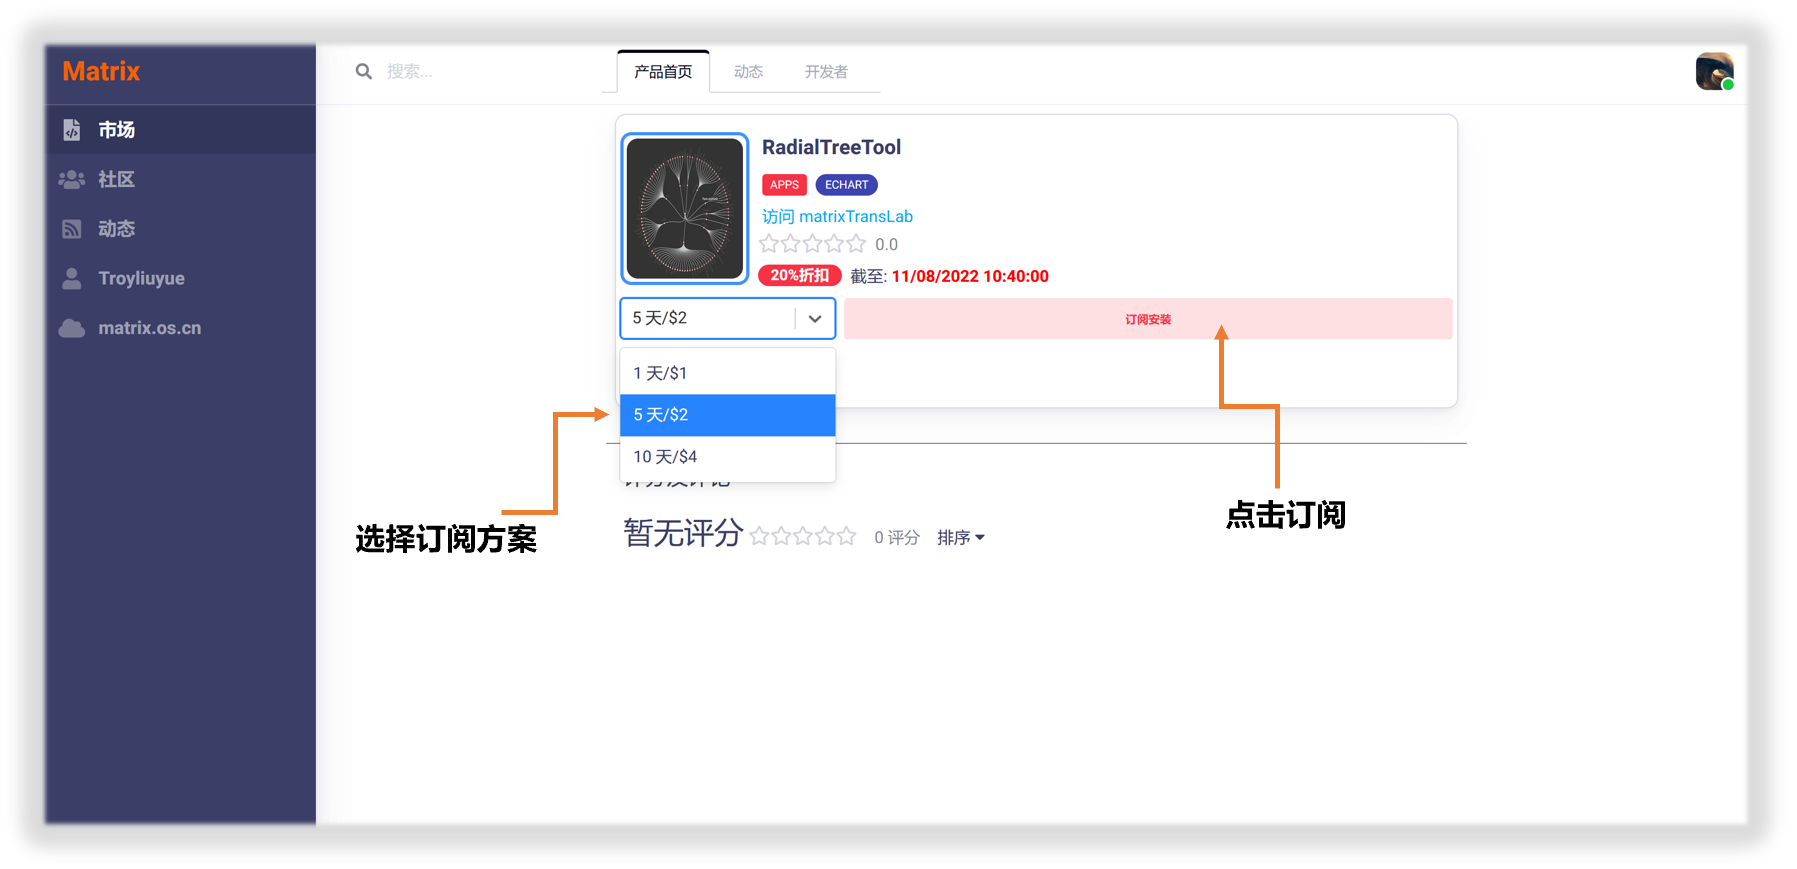 Matrix
搜索...
产品首页
动态
开发者
市场
社区
动态
Troyliuyue
matrix.os.cn
RadialTreeTool
APPS
ECHART
访问 matrixTransLab
0.0
20%折扣
截至: 11/08/2022 10:40:00
5 天/$2
订阅安装
1 天/$1
5 天/$2
10 天/$4
选择订阅方案
点击订阅
暂无评分
0 评分
排序